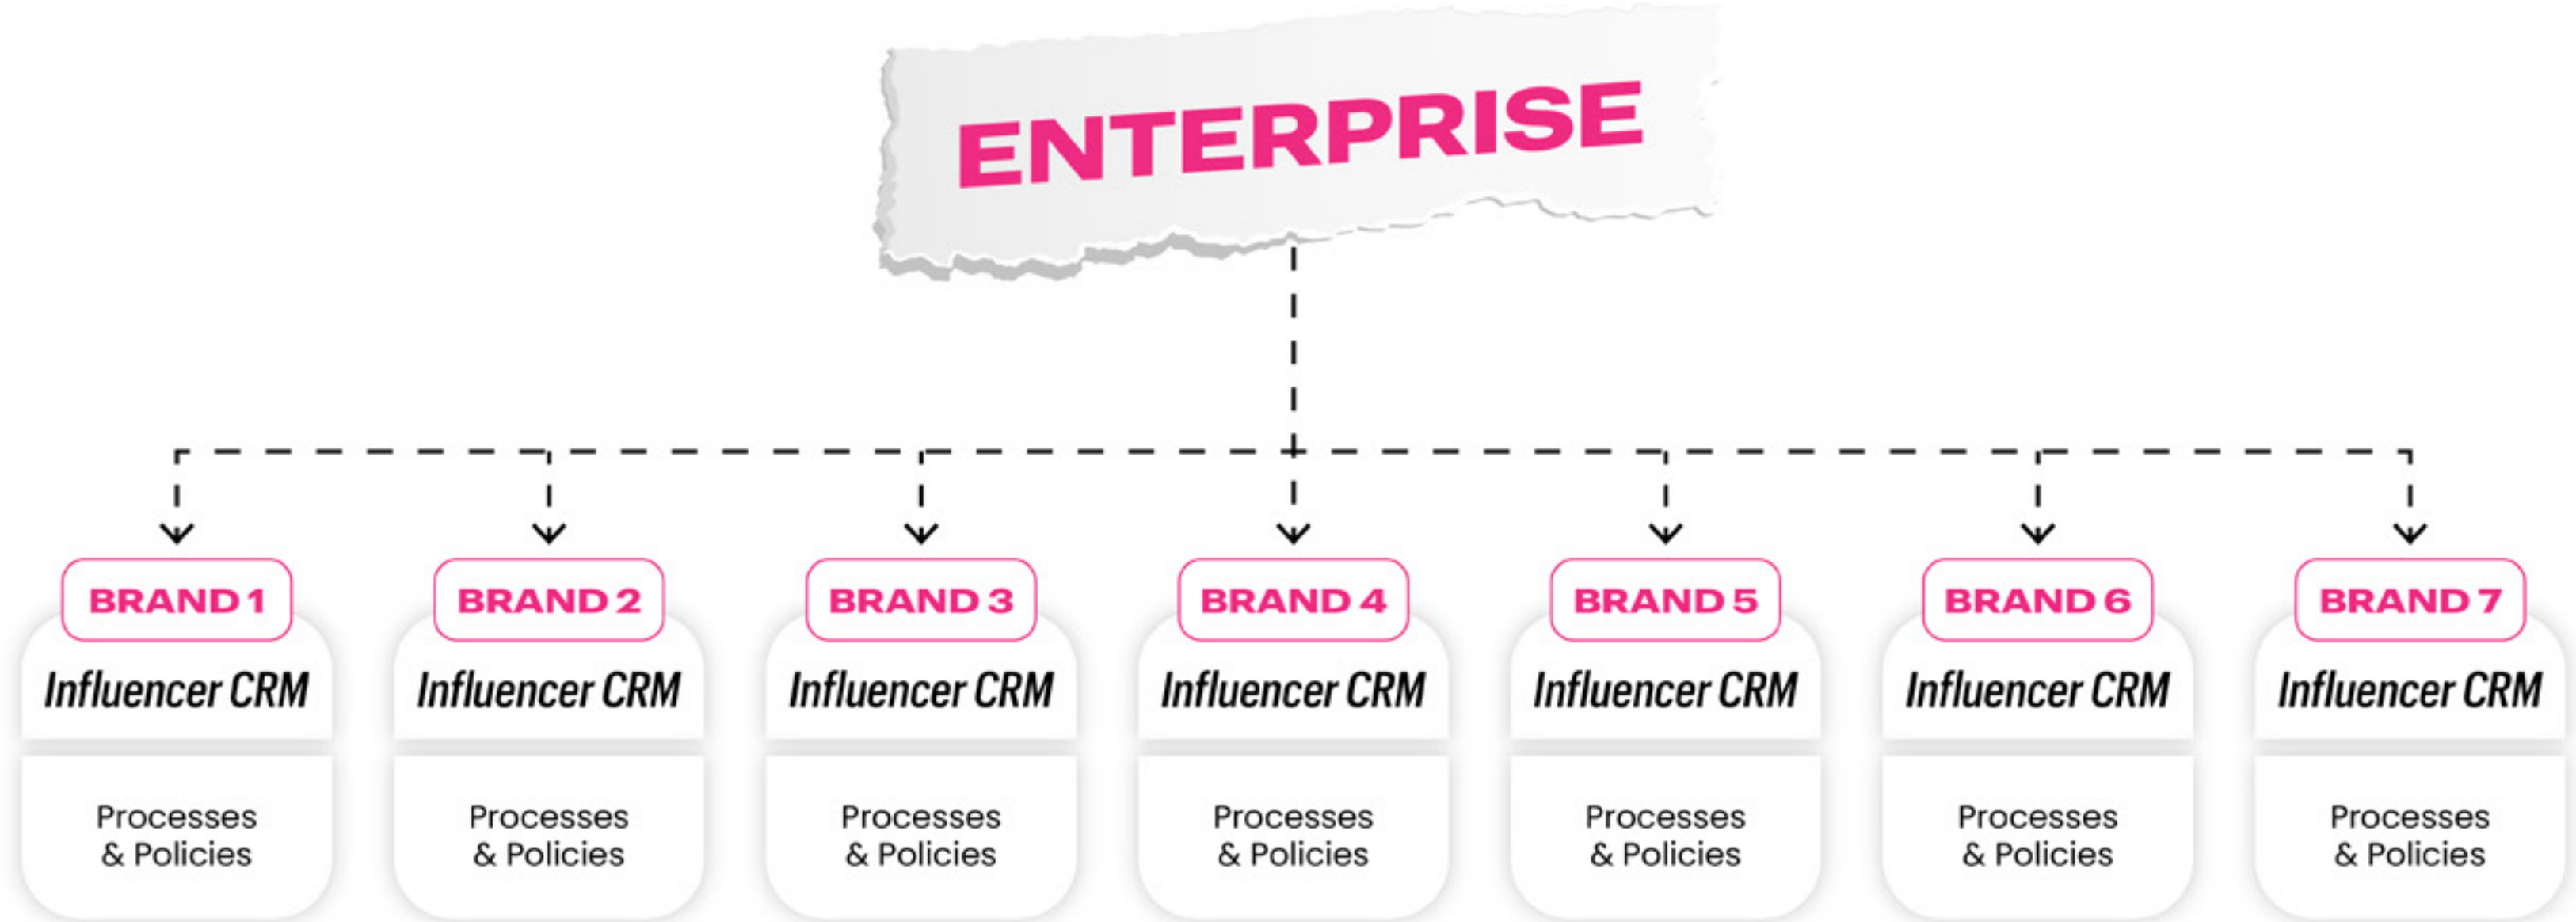 ENTERPRISE
BRAND 1
BRAND 2
BRAND 3
BRAND 4
BRAND 5
BRAND 6
BRAND 7
Influencer CRM
Influencer CRM
Influencer CRM
Influencer CRM
Influencer CRM
Influencer CRM
Influencer CRM
Processes
& Policies
Processes
& Policies
Processes
& Policies
Processes
& Policies
Processes
& Policies
Processes
& Policies
Processes
& Policies